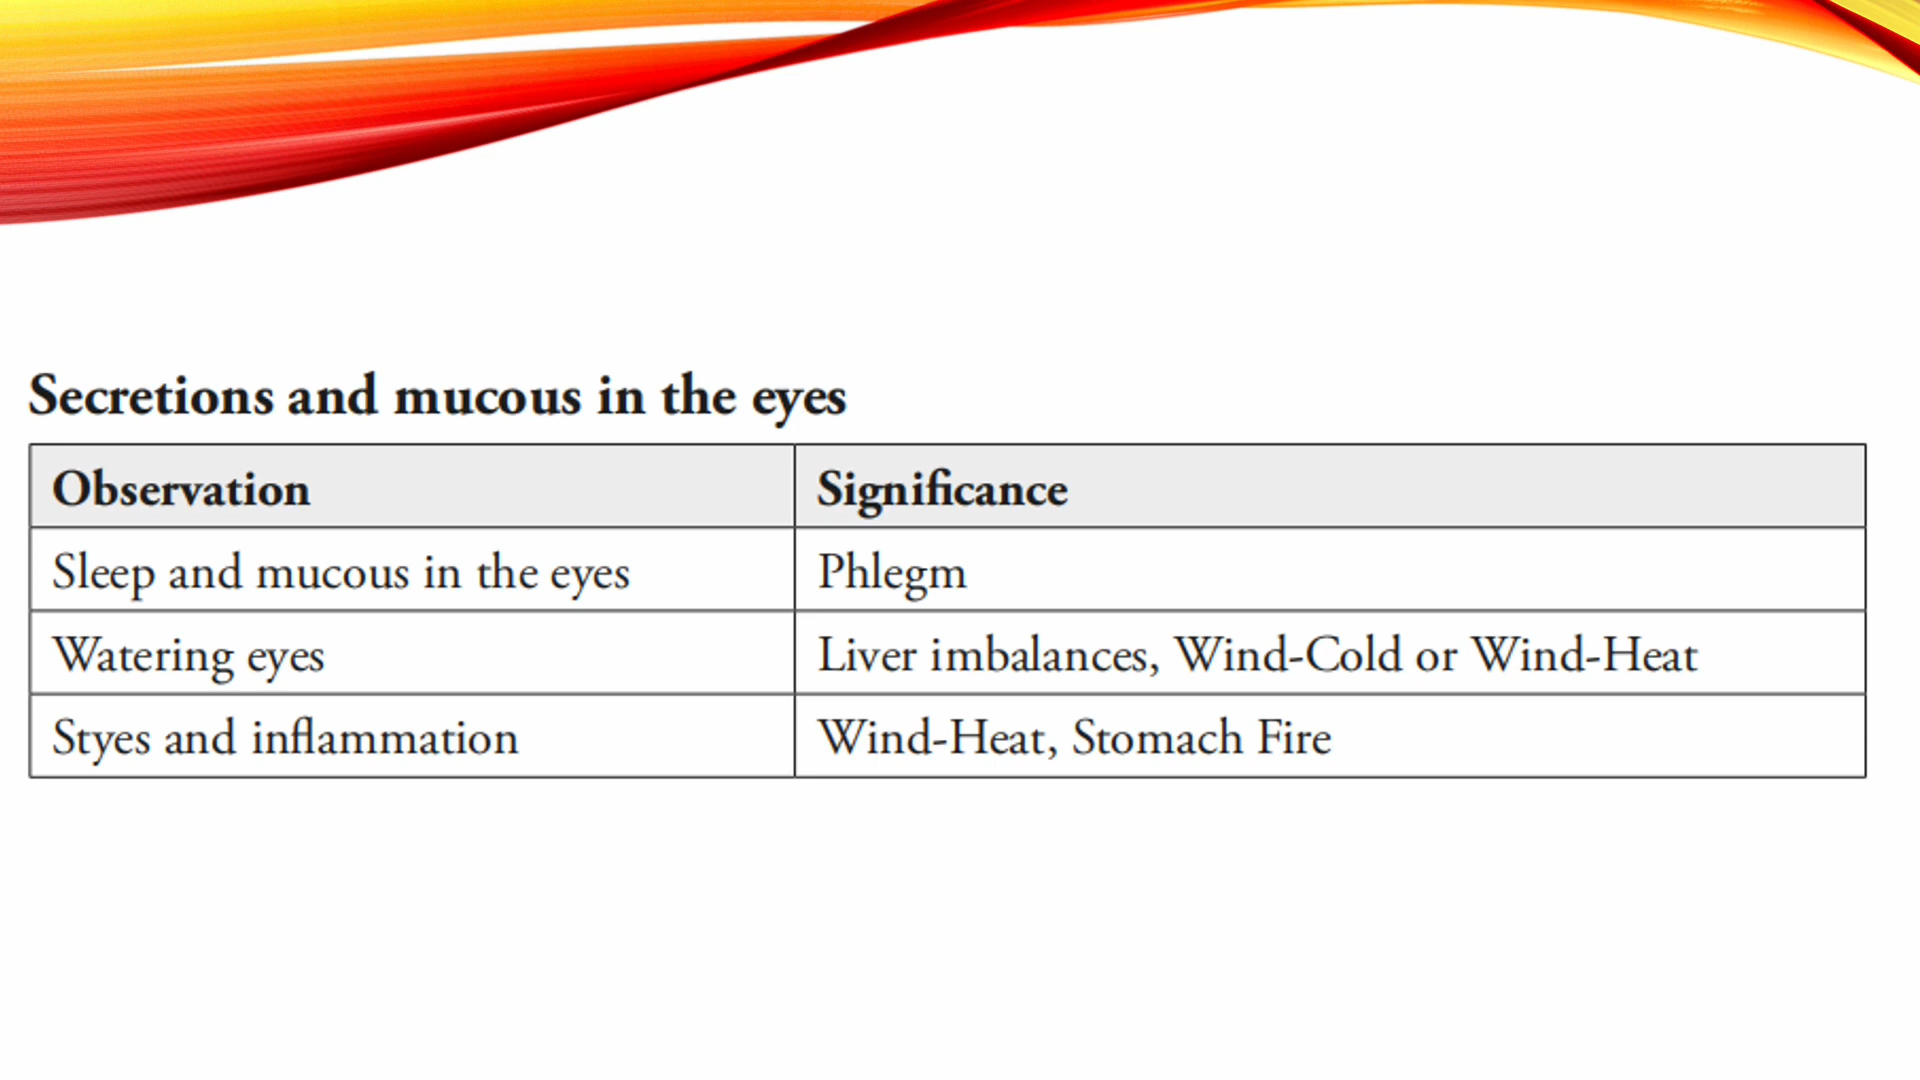 Secretions and mucous in the eyes
Observation Significance
Sleep and mucous in the eyes Phlegm
Watering eyes Liver imbalances, Wind-Cold or Wind-Heat
Styes and inflammation Wind-Heat, Stomach Fire